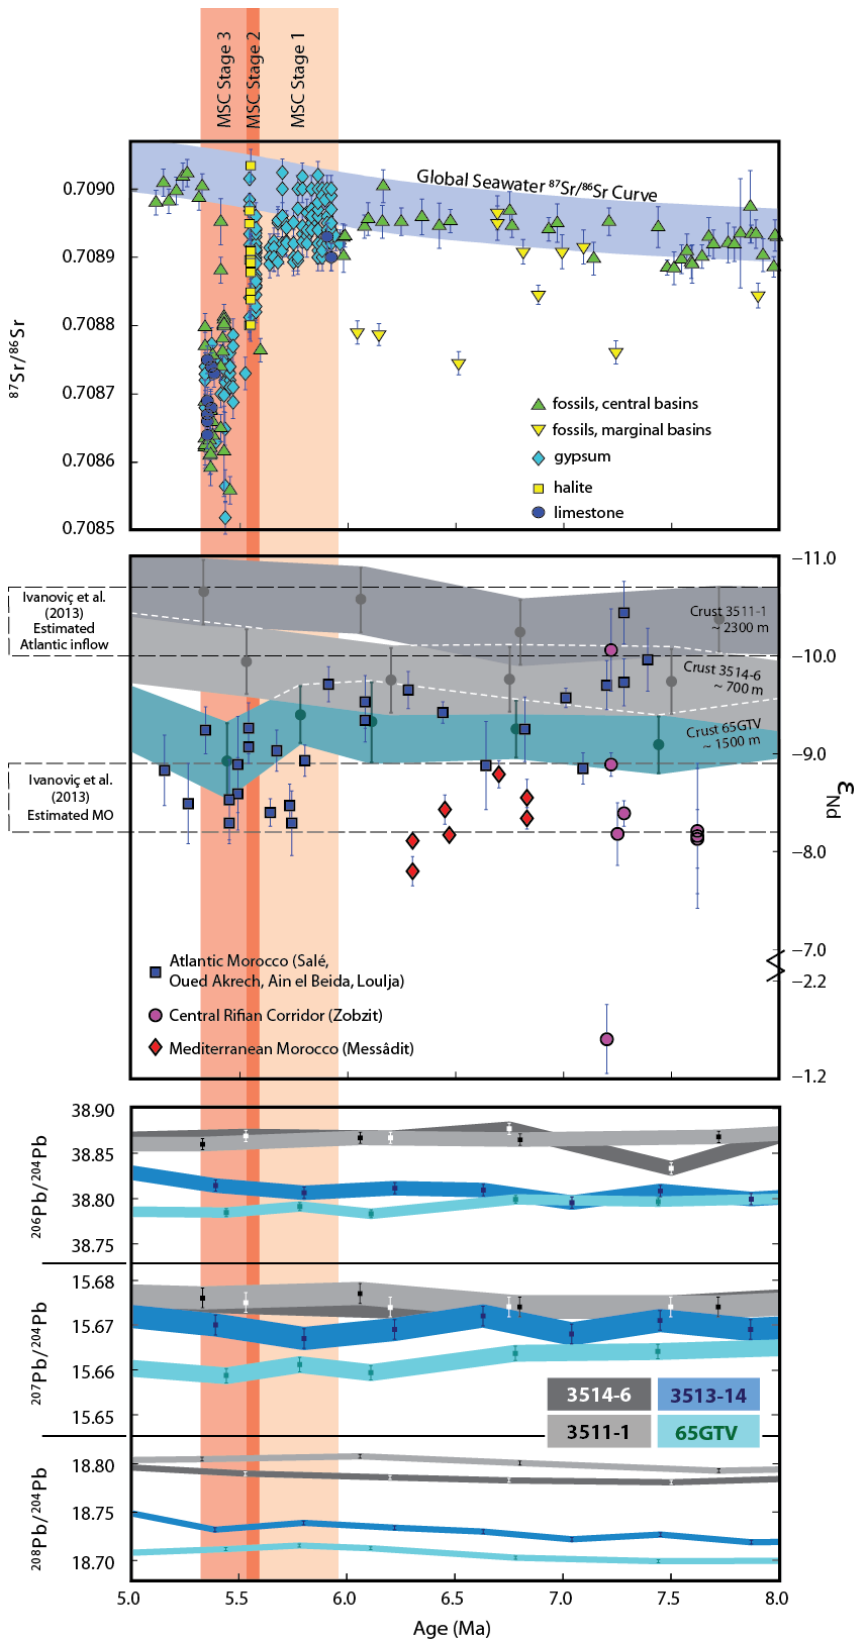 MSC Stage 3
MSC Stage 2
MSC Stage 1
Global Seawater ⁸⁷Sr/⁸⁶Sr Curve
0.7090
0.7089
0.7088
0.7087
0.7086
0.7085
⁸⁷Sr/⁸⁶Sr
fossils, central basins
fossils, marginal basins
gypsum
halite
limestone
−11.0
−10.0
−9.0
−8.0
−7.0
−2.2
−1.2
εNd
Ivanoviç et al.
(2013)
Estimated
Atlantic inflow
Ivanoviç et al.
(2013)
Estimated MO
Crust 3511-1
~ 2300 m
Crust 3514-6
~ 700 m
Crust 65GTV
~ 1500 m
Atlantic Morocco (Salé,
Oued Akrech, Ain el Beida, Loulja)
Central Rifian Corridor (Zobzit)
Mediterranean Morocco (Messâdit)
38.90
38.85
38.80
38.75
²⁰⁶Pb/²⁰⁴Pb
15.68
15.67
15.66
15.65
²⁰⁷Pb/²⁰⁴Pb
3514-6
3513-14
3511-1
65GTV
18.80
18.75
18.70
²⁰⁸Pb/²⁰⁴Pb
5.0 5.5 6.0 6.5 7.0 7.5 8.0
Age (Ma)